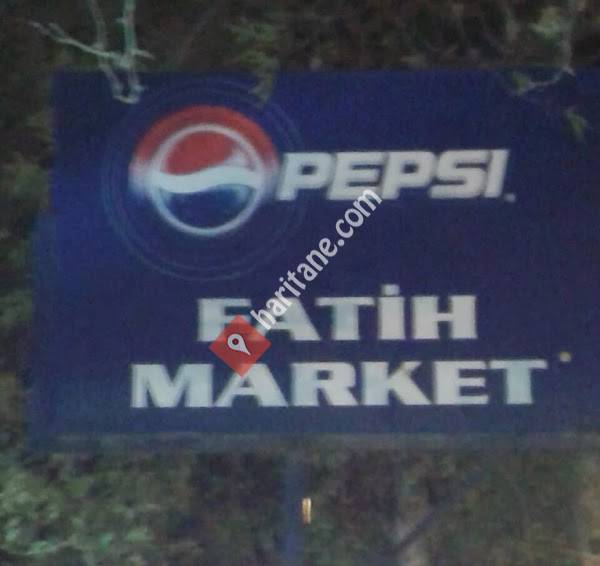 PEPSI
haritane.com
FATİH
MARKET